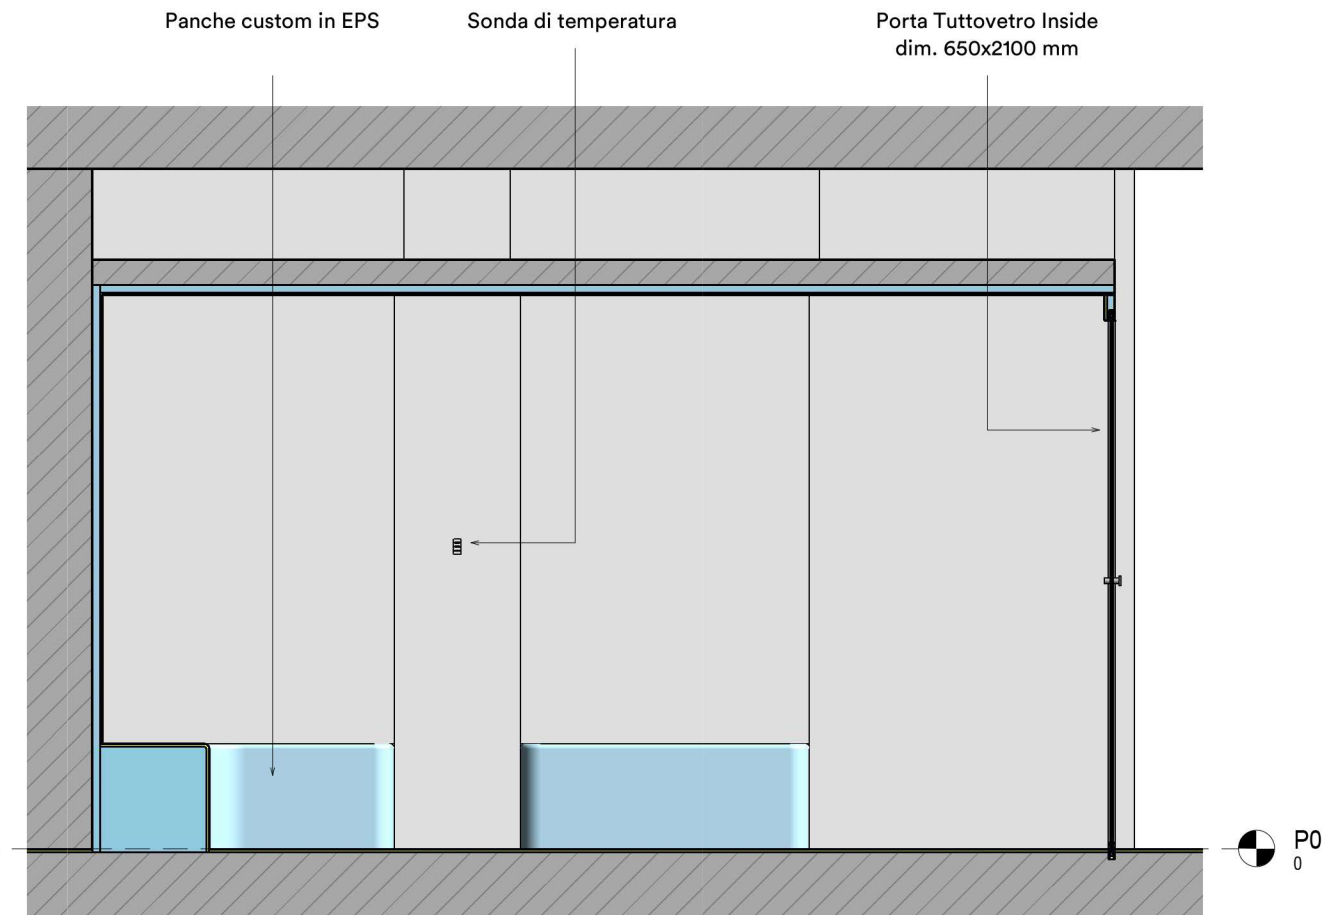 Panche custom in EPS
Sonda di temperatura
Porta Tuttovetro Inside
dim. 650x2100 mm
P0
0